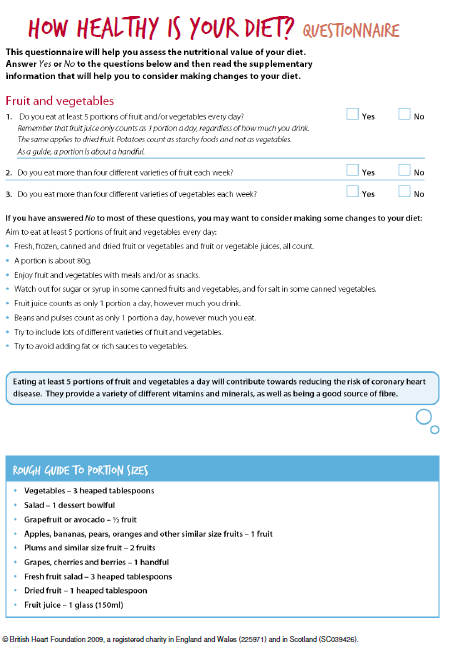 HOW HEALTHY IS YOUR DIET? QUESTIONNAIRE
This questionnaire will help you assess the nutritional value of your diet.
Answer Yes or No to the questions below and then read the supplementary
information that will help you to consider making changes to your diet.
Fruit and vegetables
1. Do you eat at least 5 portions of fruit and/or vegetables every day? Yes No
Remember that fruit juice only counts as 1 portion a day, regardless of how much you drink.
The same applies to dried fruit. Potatoes count as starchy foods and not as vegetables.
As a guide, a portion is about a handful.
2. Do you eat more than four different varieties of fruit each week? Yes No
3. Do you eat more than four different varieties of vegetables each week? Yes No
If you have answered No to most of these questions, you may want to consider making some changes to your diet:
Aim to eat at least 5 portions of fruit and vegetables every day:
• Fresh, frozen, canned and dried fruit or vegetables and fruit or vegetable juices, all count.
• A portion is about 80g.
• Enjoy fruit and vegetables with meals and/or as snacks.
• Watch out for sugar or syrup in some canned fruits and vegetables, and for salt in some canned vegetables.
• Fruit juice counts as only 1 portion a day, however much you drink.
• Beans and pulses count as only 1 portion a day, however much you eat.
• Try to include lots of different varieties of fruit and vegetables.
• Try to avoid adding fat or rich sauces to vegetables.
Eating at least 5 portions of fruit and vegetables a day will contribute towards reducing the risk of coronary heart
disease. They provide a variety of different vitamins and minerals, as well as being a good source of fibre.
ROUGH GUIDE TO PORTION SIZES
• Vegetables – 3 heaped tablespoons
• Salad – 1 dessert bowlful
• Grapefruit or avocado – ½ fruit
• Apples, bananas, pears, oranges and other similar size fruits – 1 fruit
• Plums and similar size fruit – 2 fruits
• Grapes, cherries and berries – 1 handful
• Fresh fruit salad – 3 heaped tablespoons
• Dried fruit – 1 heaped tablespoon
• Fruit juice – 1 glass (150ml)
© British Heart Foundation 2009, a registered charity in England and Wales (225971) and in Scotland (SC039426).